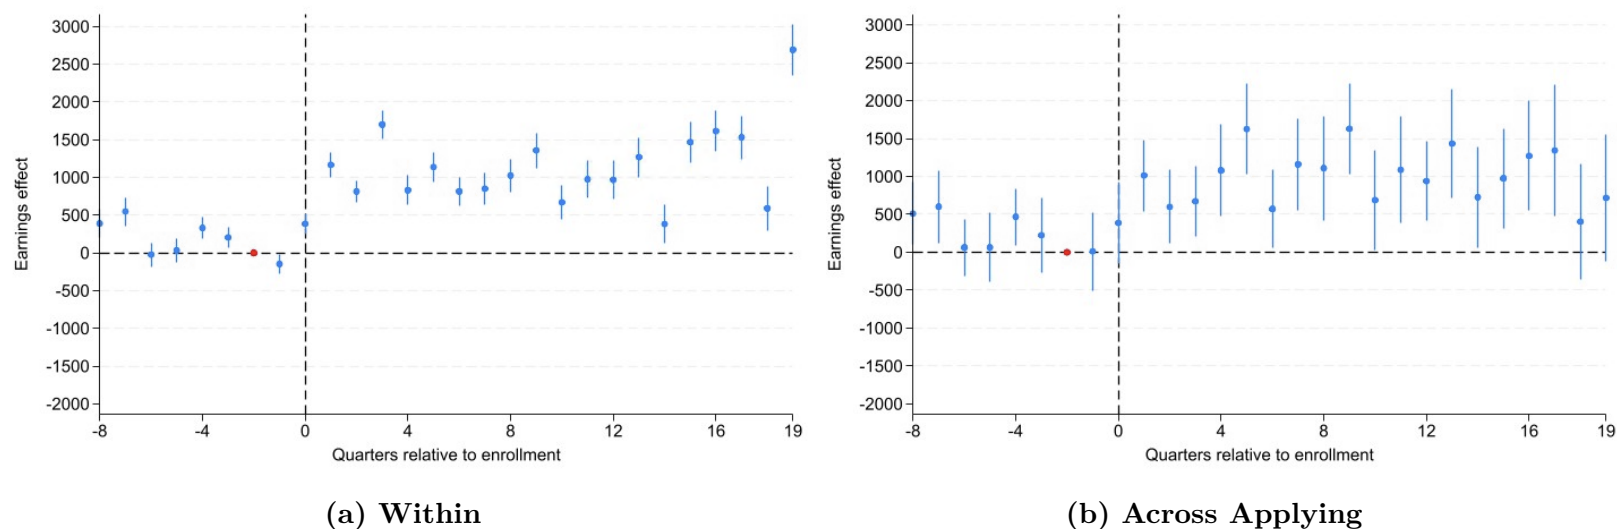 3000
2500
2000
1500
1000
500
0
-500
-1000
-1500
-2000
Earnings effect
-8 -4 0 4 8 12 16 19
Quarters relative to enrollment
(a) Within
3000
2500
2000
1500
1000
500
0
-500
-1000
-1500
-2000
Earnings effect
-8 -4 0 4 8 12 16 19
Quarters relative to enrollment
(b) Across Applying